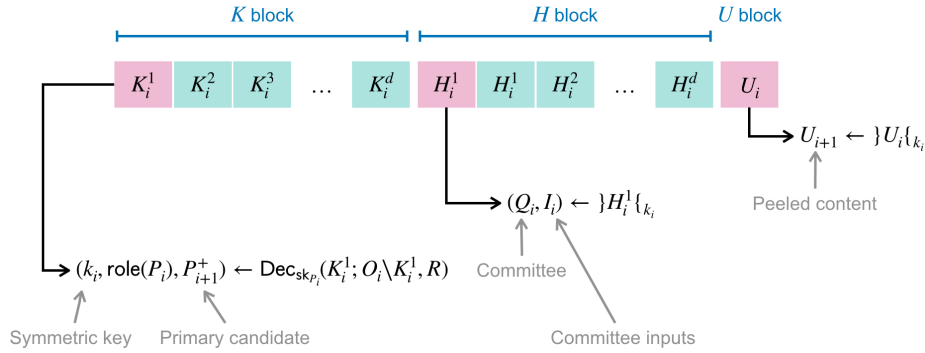 K block H block U block
K_i^1 K_i^2 K_i^3 … K_i^d H_i^1 H_i^1 H_i^2 … H_i^d U_i
U_{i+1} ← }U_i{_{k_i}
Peeled content
(Q_i, I_i) ← }H_i^1{_{k_i}
Committee
(k_i, role(P_i), P_{i+1}^+) ← Dec_{sk_{P_i}}(K_i^1; O_i\K_i^1, R)
Symmetric key Primary candidate Committee inputs